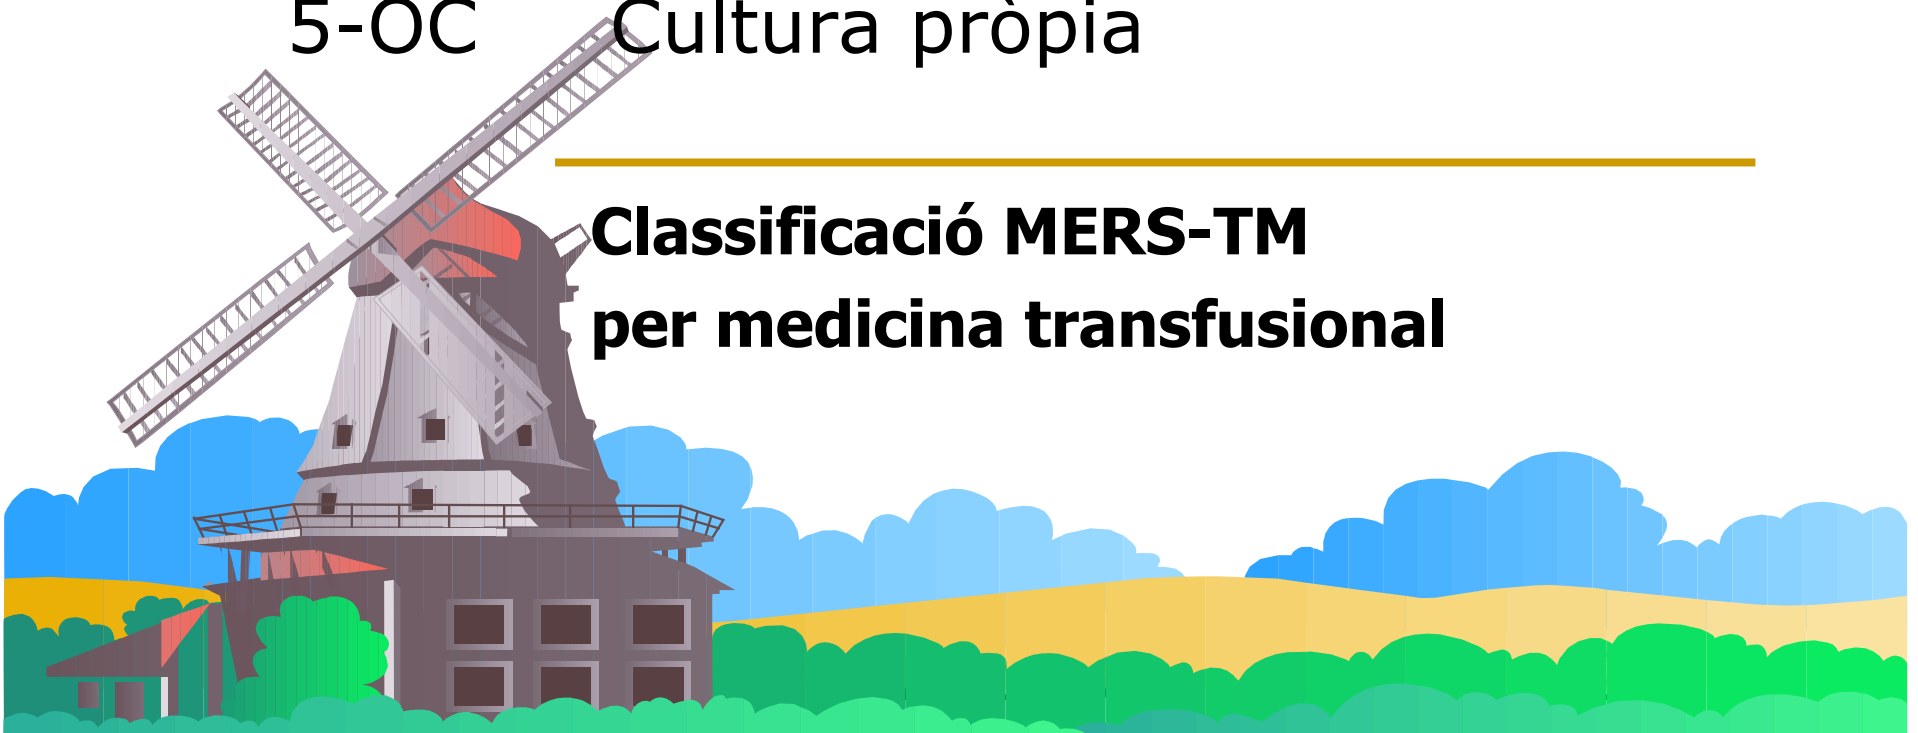 5-OC Cultura pròpia
Classificació MERS-TM
per medicina transfusional